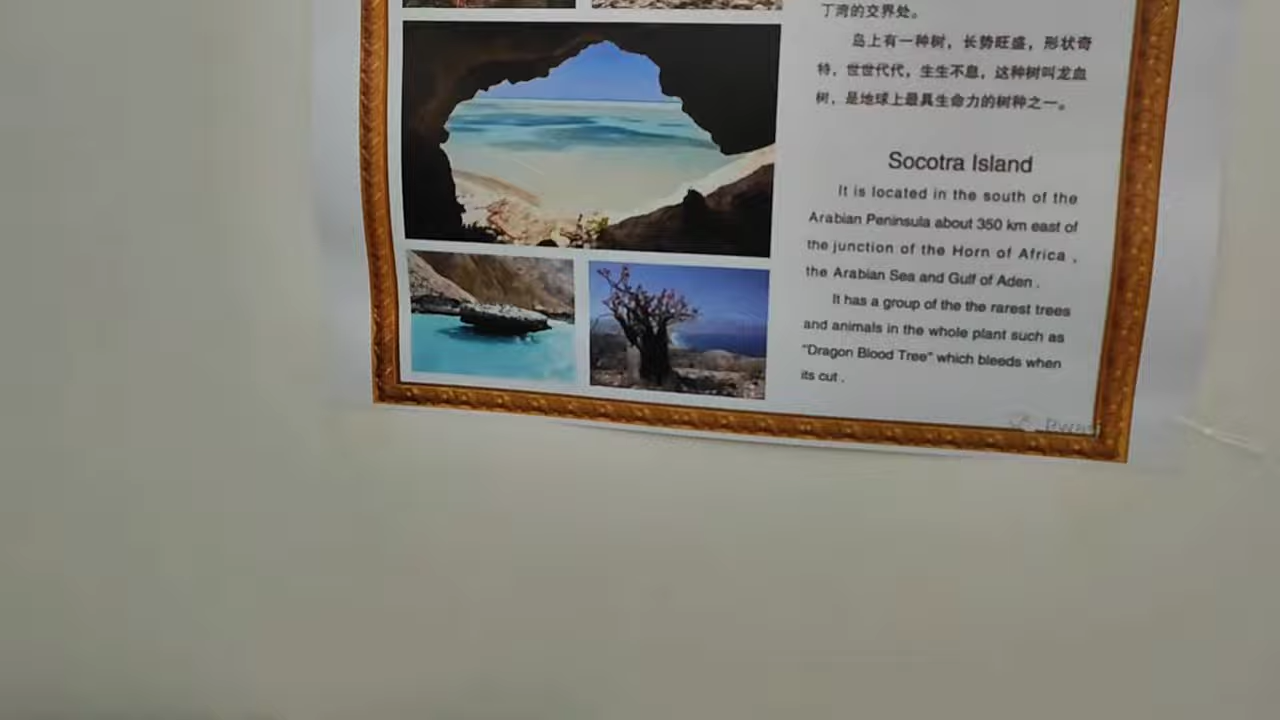 丁湾的交界处。
岛上有一种树，长势旺盛，形状奇
特，世世代代，生生不息，这种树叫龙血
树，是地球上最具生命力的树种之一。
Socotra Island
It is located in the south of the
Arabian Peninsula about 350 km east of
the junction of the Horn of Africa ,
the Arabian Sea and Gulf of Aden .
It has a group of the the rarest trees
and animals in the whole plant such as
"Dragon Blood Tree" which bleeds when
its cut .